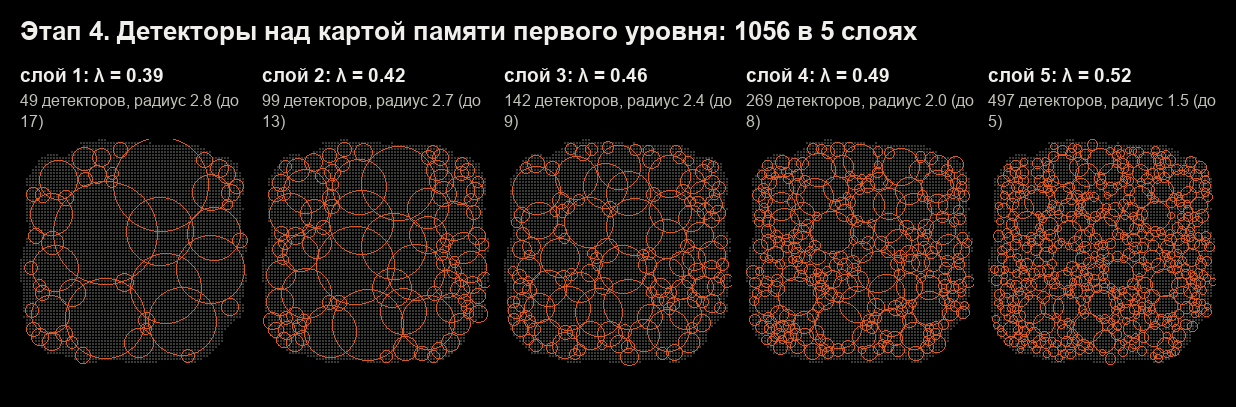 Этап 4. Детекторы над картой памяти первого уровня: 1056 в 5 слоях
слой 1: λ = 0.39
49 детекторов, радиус 2.8 (до
17)
слой 2: λ = 0.42
99 детекторов, радиус 2.7 (до
13)
слой 3: λ = 0.46
142 детекторов, радиус 2.4 (до
9)
слой 4: λ = 0.49
269 детекторов, радиус 2.0 (до
8)
слой 5: λ = 0.52
497 детекторов, радиус 1.5 (до
5)